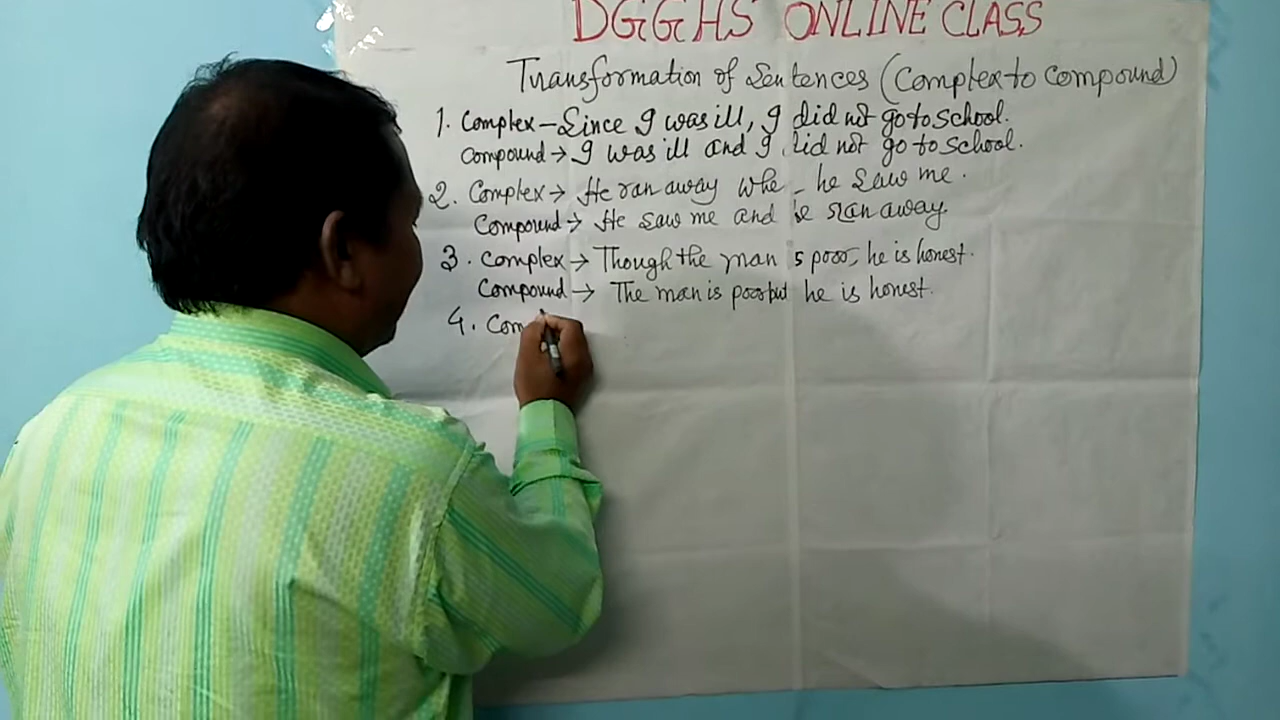 DGGHS ONLINE CLASS
Transformation of Sentences (Complex to Compound)
1. Complex – Since I was ill, I did not go to School.
Compound → I was ill and I did not go to School.
2. Complex → He ran away whe he saw me.
Compound → He saw me and he ran away.
3. Complex → Though the man s poor, he is honest.
Compound → The man is poor but he is honest.
4. Com